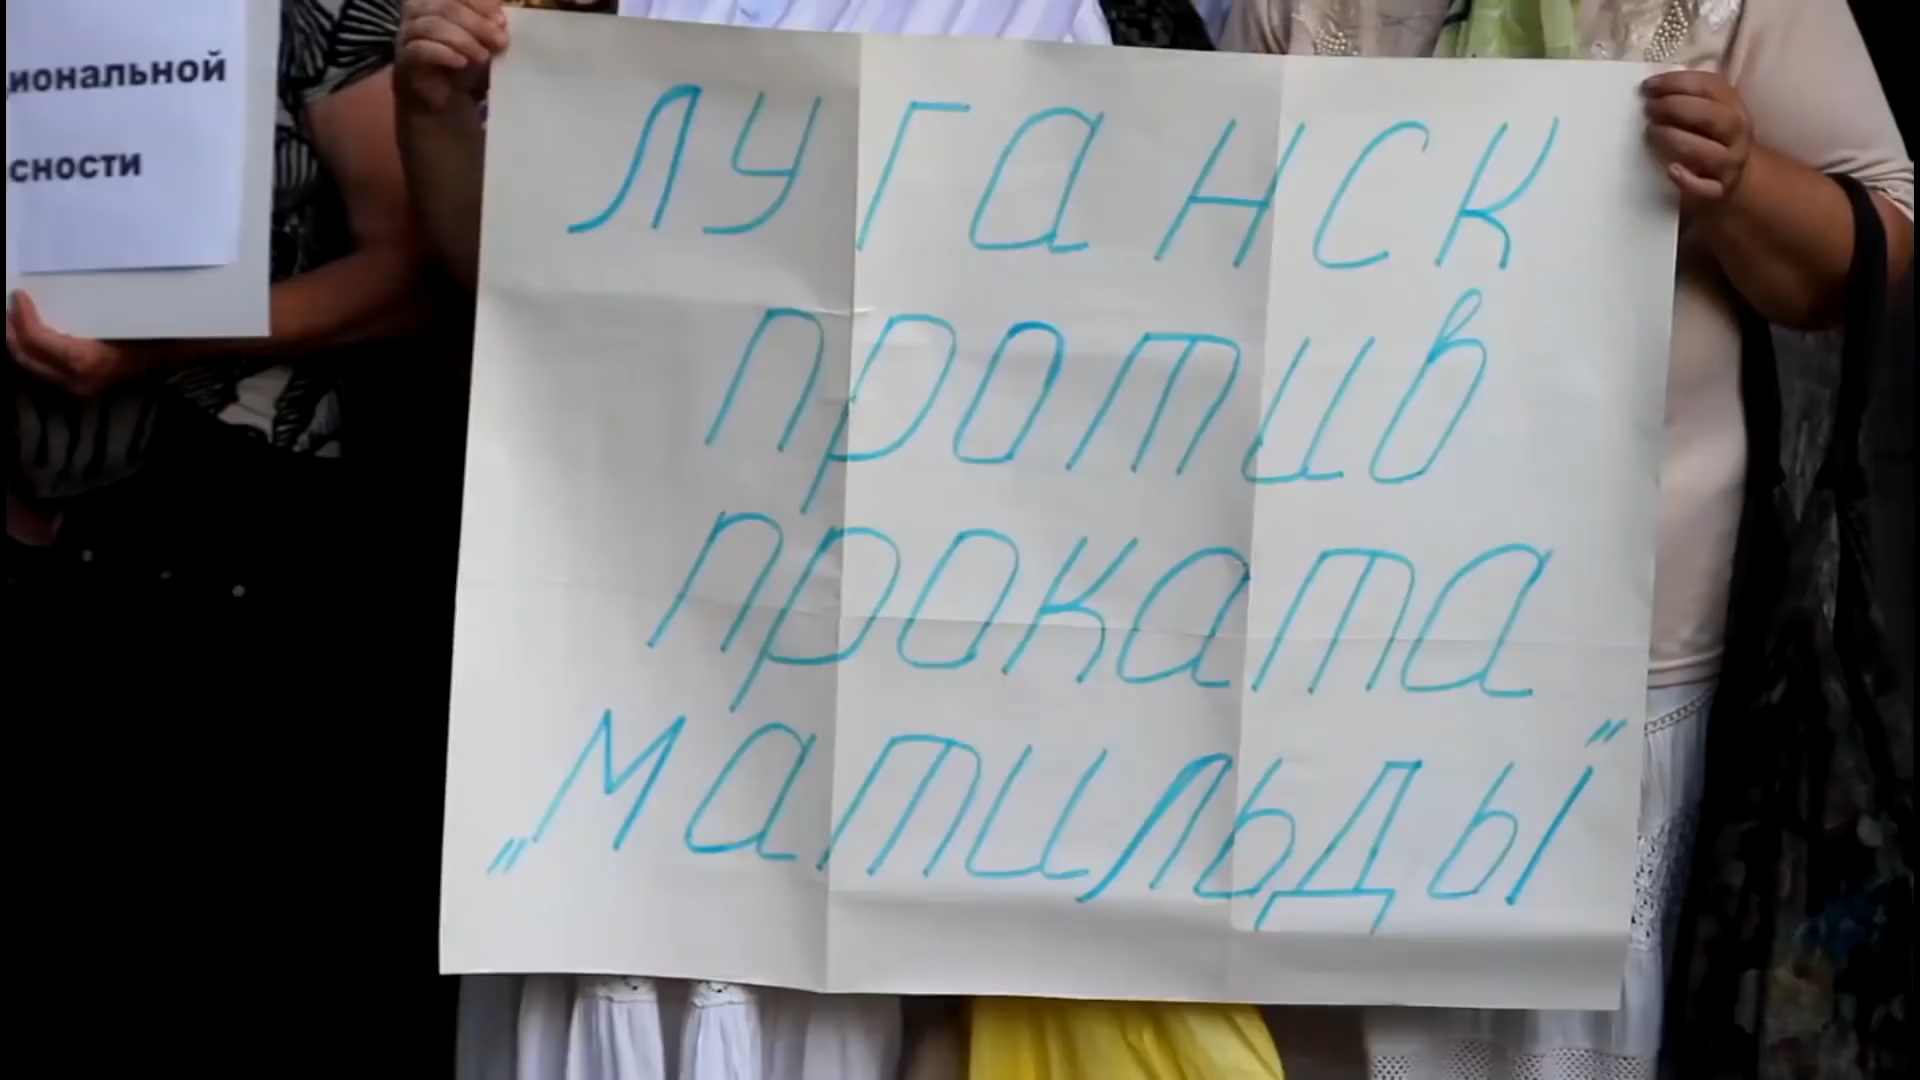 иональной
сности
ЛУГАНСК
против
проката
„Матильды”